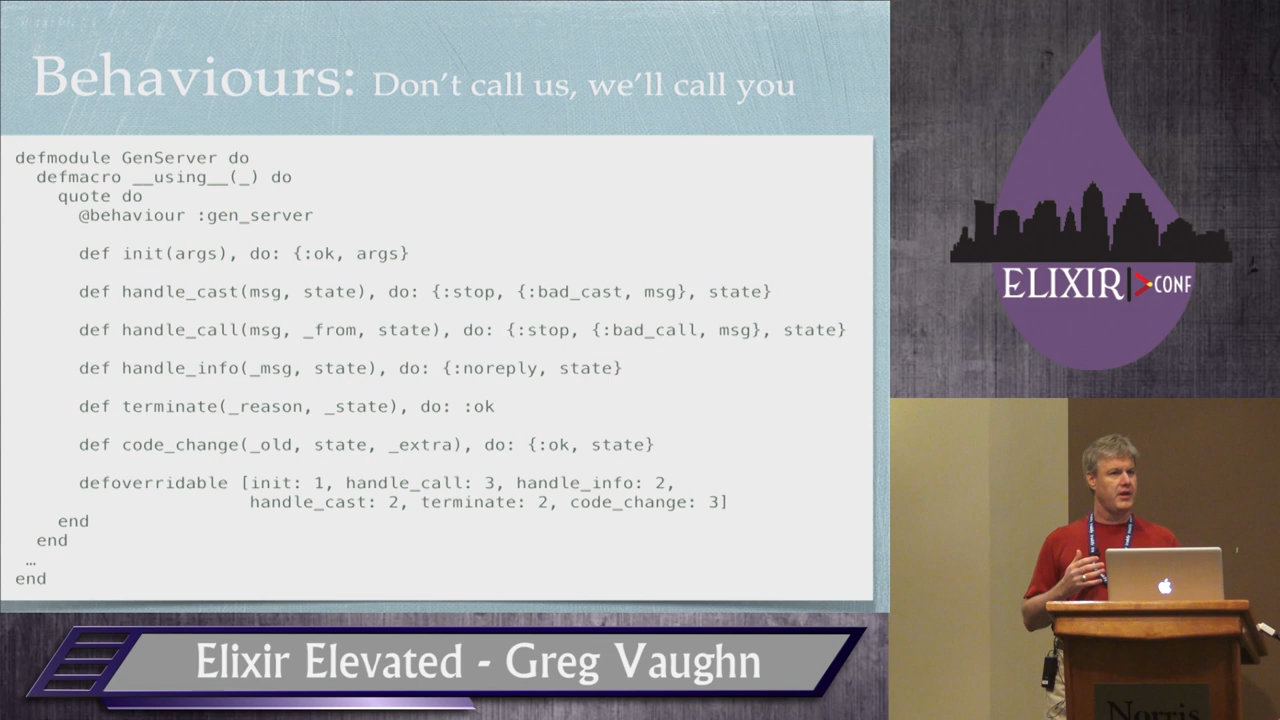 Behaviours: Don't call us, we'll call you
defmodule GenServer do
  defmacro __using__(_) do
    quote do
      @behaviour :gen_server
      def init(args), do: {:ok, args}
      def handle_cast(msg, state), do: {:stop, {:bad_cast, msg}, state}
      def handle_call(msg, _from, state), do: {:stop, {:bad_call, msg}, state}
      def handle_info(_msg, state), do: {:noreply, state}
      def terminate(_reason, _state), do: :ok
      def code_change(_old, state, _extra), do: {:ok, state}
      defoverridable [init: 1, handle_call: 3, handle_info: 2,
                      handle_cast: 2, terminate: 2, code_change: 3]
    end
  end
 …
end
ELIXIR|>CONF
Elixir Elevated - Greg Vaughn
Norris